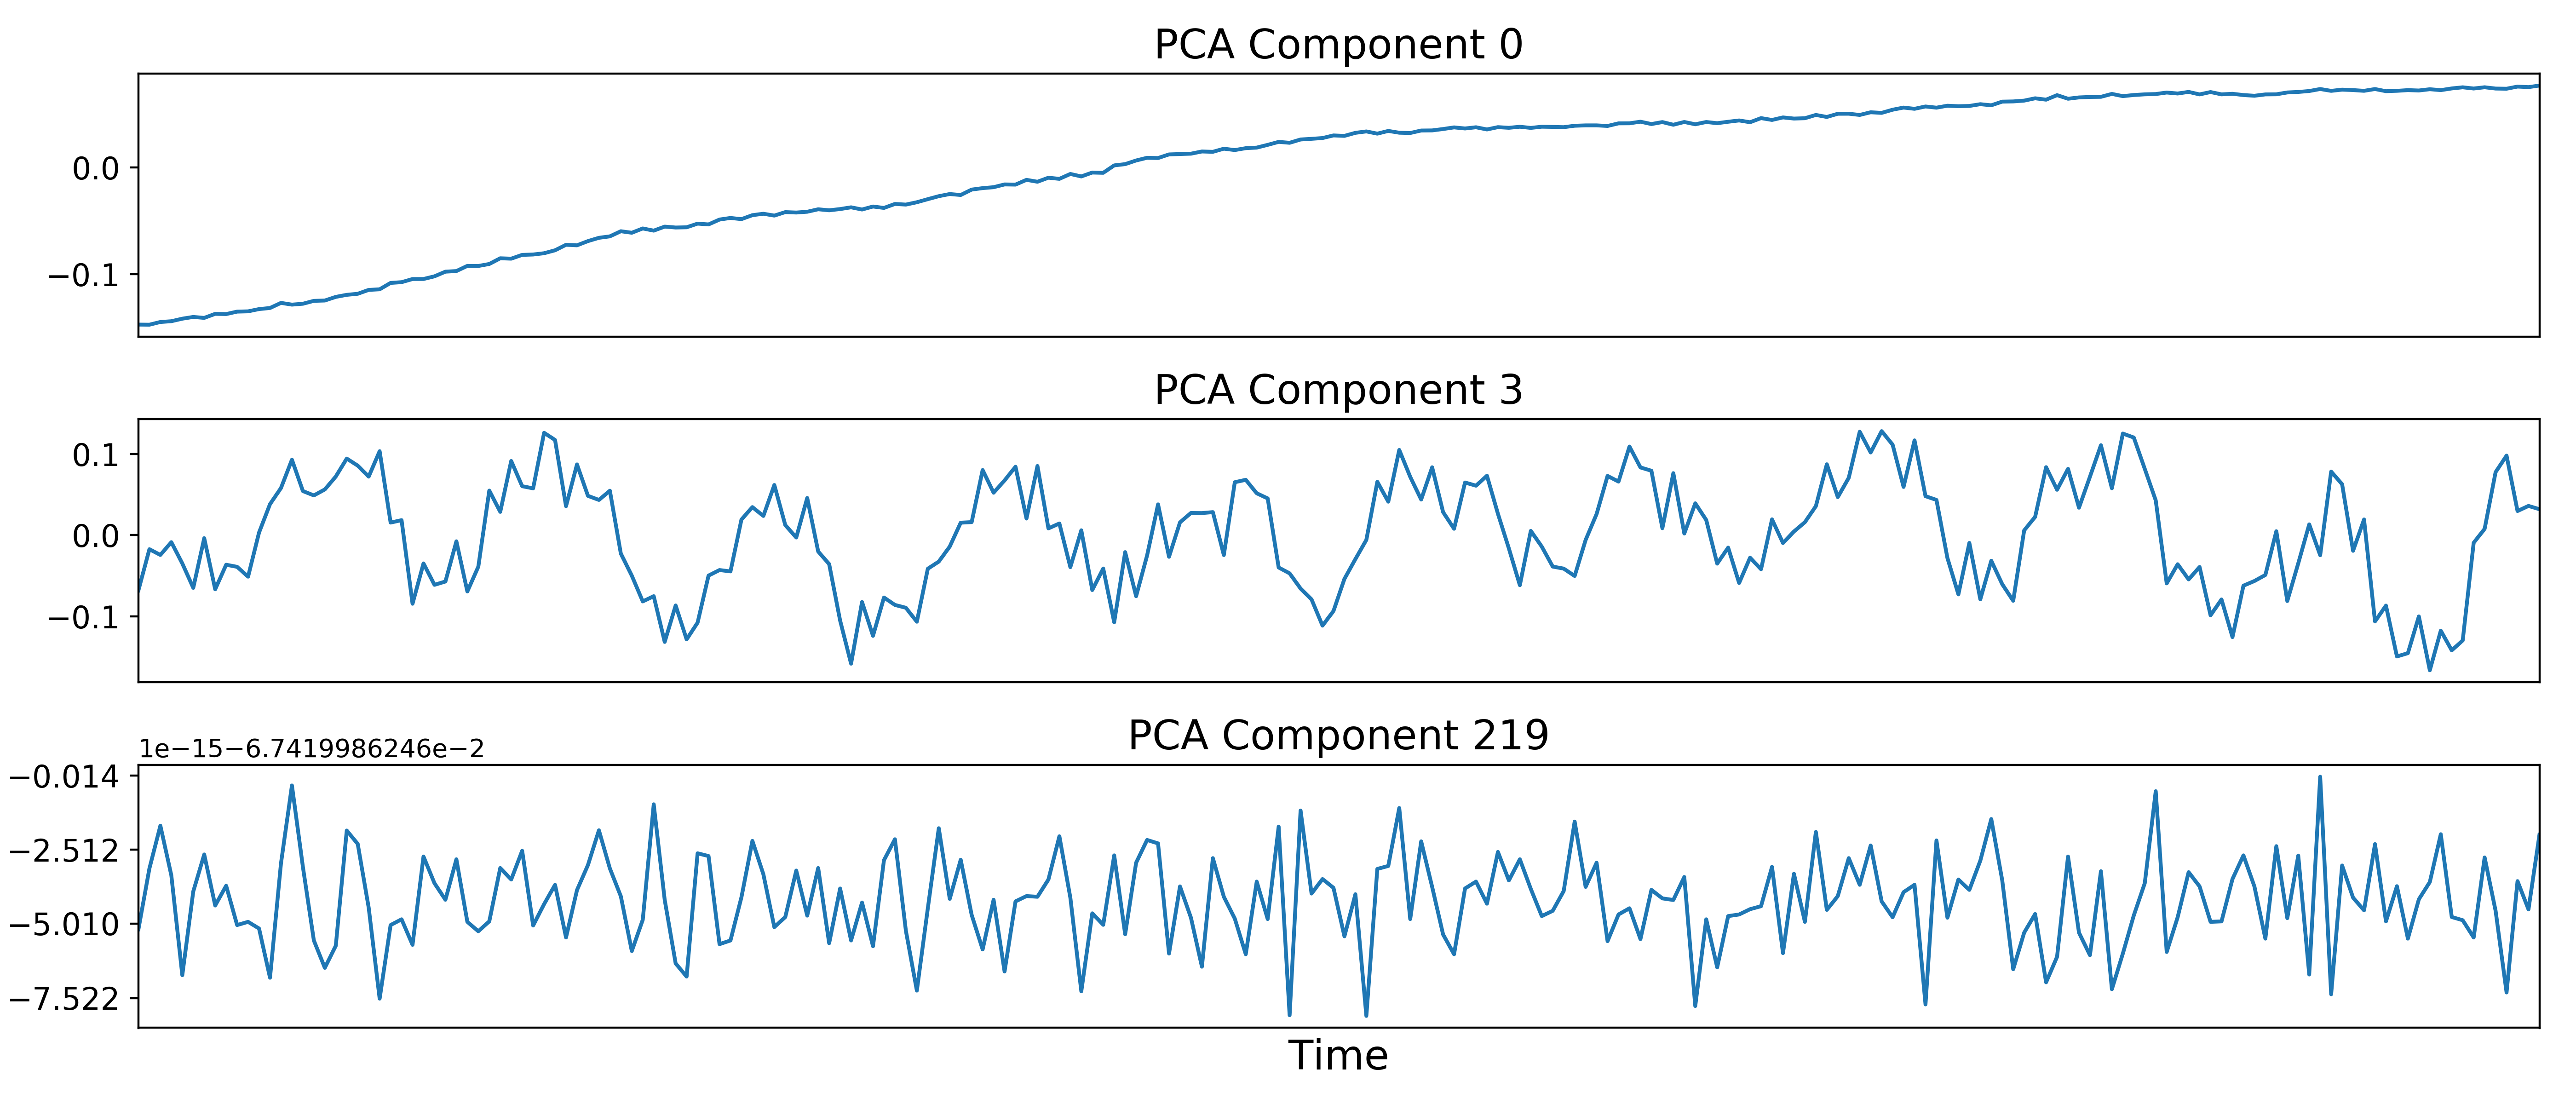 PCA Component 0
0.0
−0.1
PCA Component 3
0.1
0.0
−0.1
PCA Component 219
1e−15−6.7419986246e−2
−0.014
−2.512
−5.010
−7.522
Time